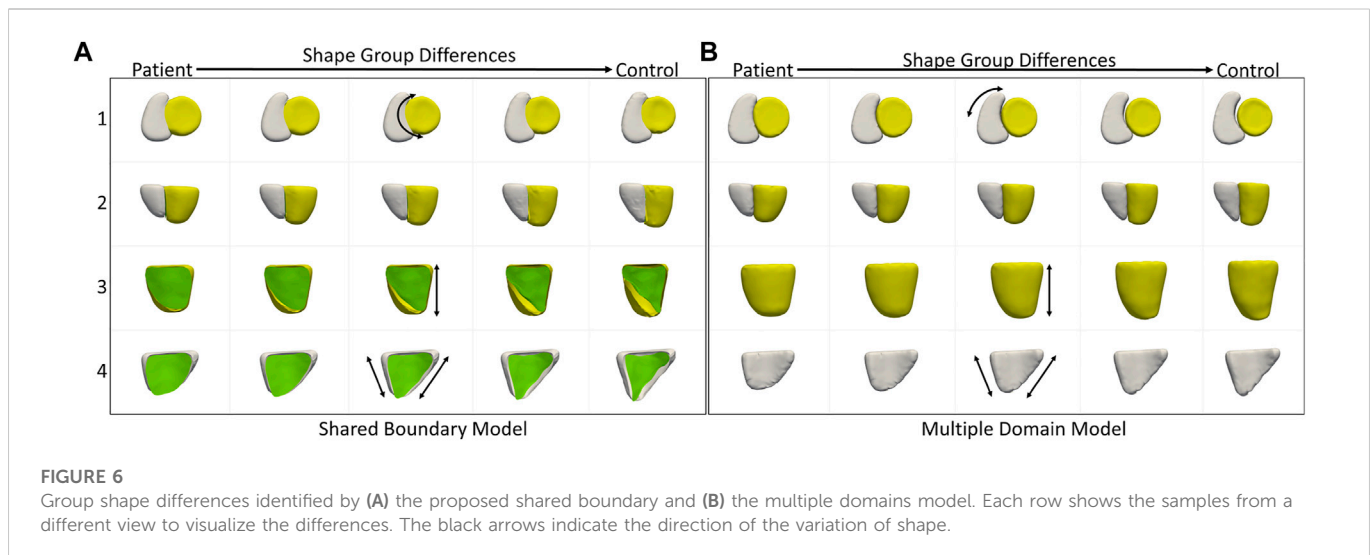 A
Shape Group Differences
Patient
Control
1
2
3
4
Shared Boundary Model
B
Shape Group Differences
Patient
Control
Multiple Domain Model
FIGURE 6
Group shape differences identified by (A) the proposed shared boundary and (B) the multiple domains model. Each row shows the samples from a
different view to visualize the differences. The black arrows indicate the direction of the variation of shape.